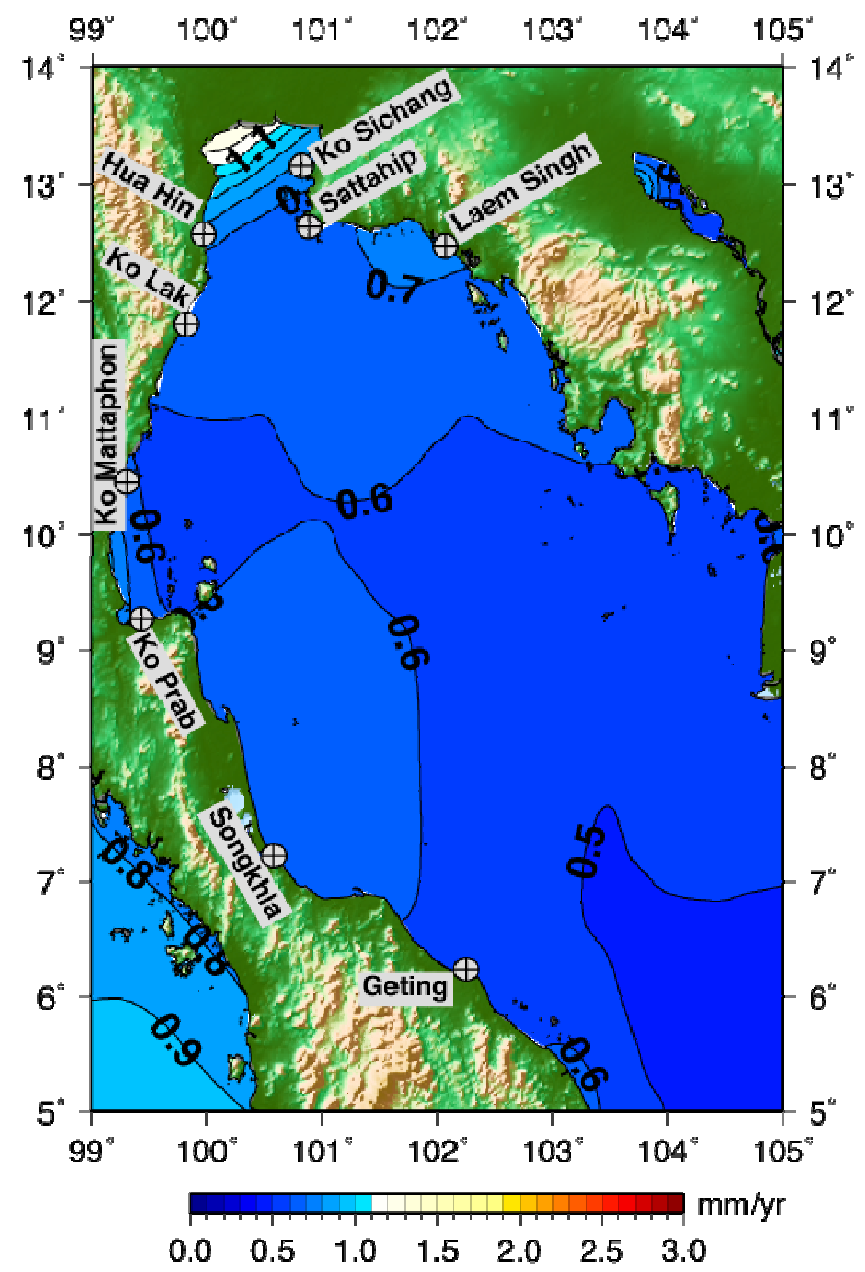 99° 100° 101° 102° 103° 104° 105°
14° 14°
Ko Sichang
1.1
Hua Hin
Sattahip
Laem Singh
13° 13°
Ko Lak
0.7
12° 12°
Ko Mattaphon
11° 11°
0.6
0.6
10° 10°
0.6
9° 9°
Ko Prab
8° 8°
Songkhla
0.5
0.8
7° 7°
0.8
Geting
6° 6°
0.9
0.6
5° 5°
99° 100° 101° 102° 103° 104° 105°
mm/yr
0.0 0.5 1.0 1.5 2.0 2.5 3.0